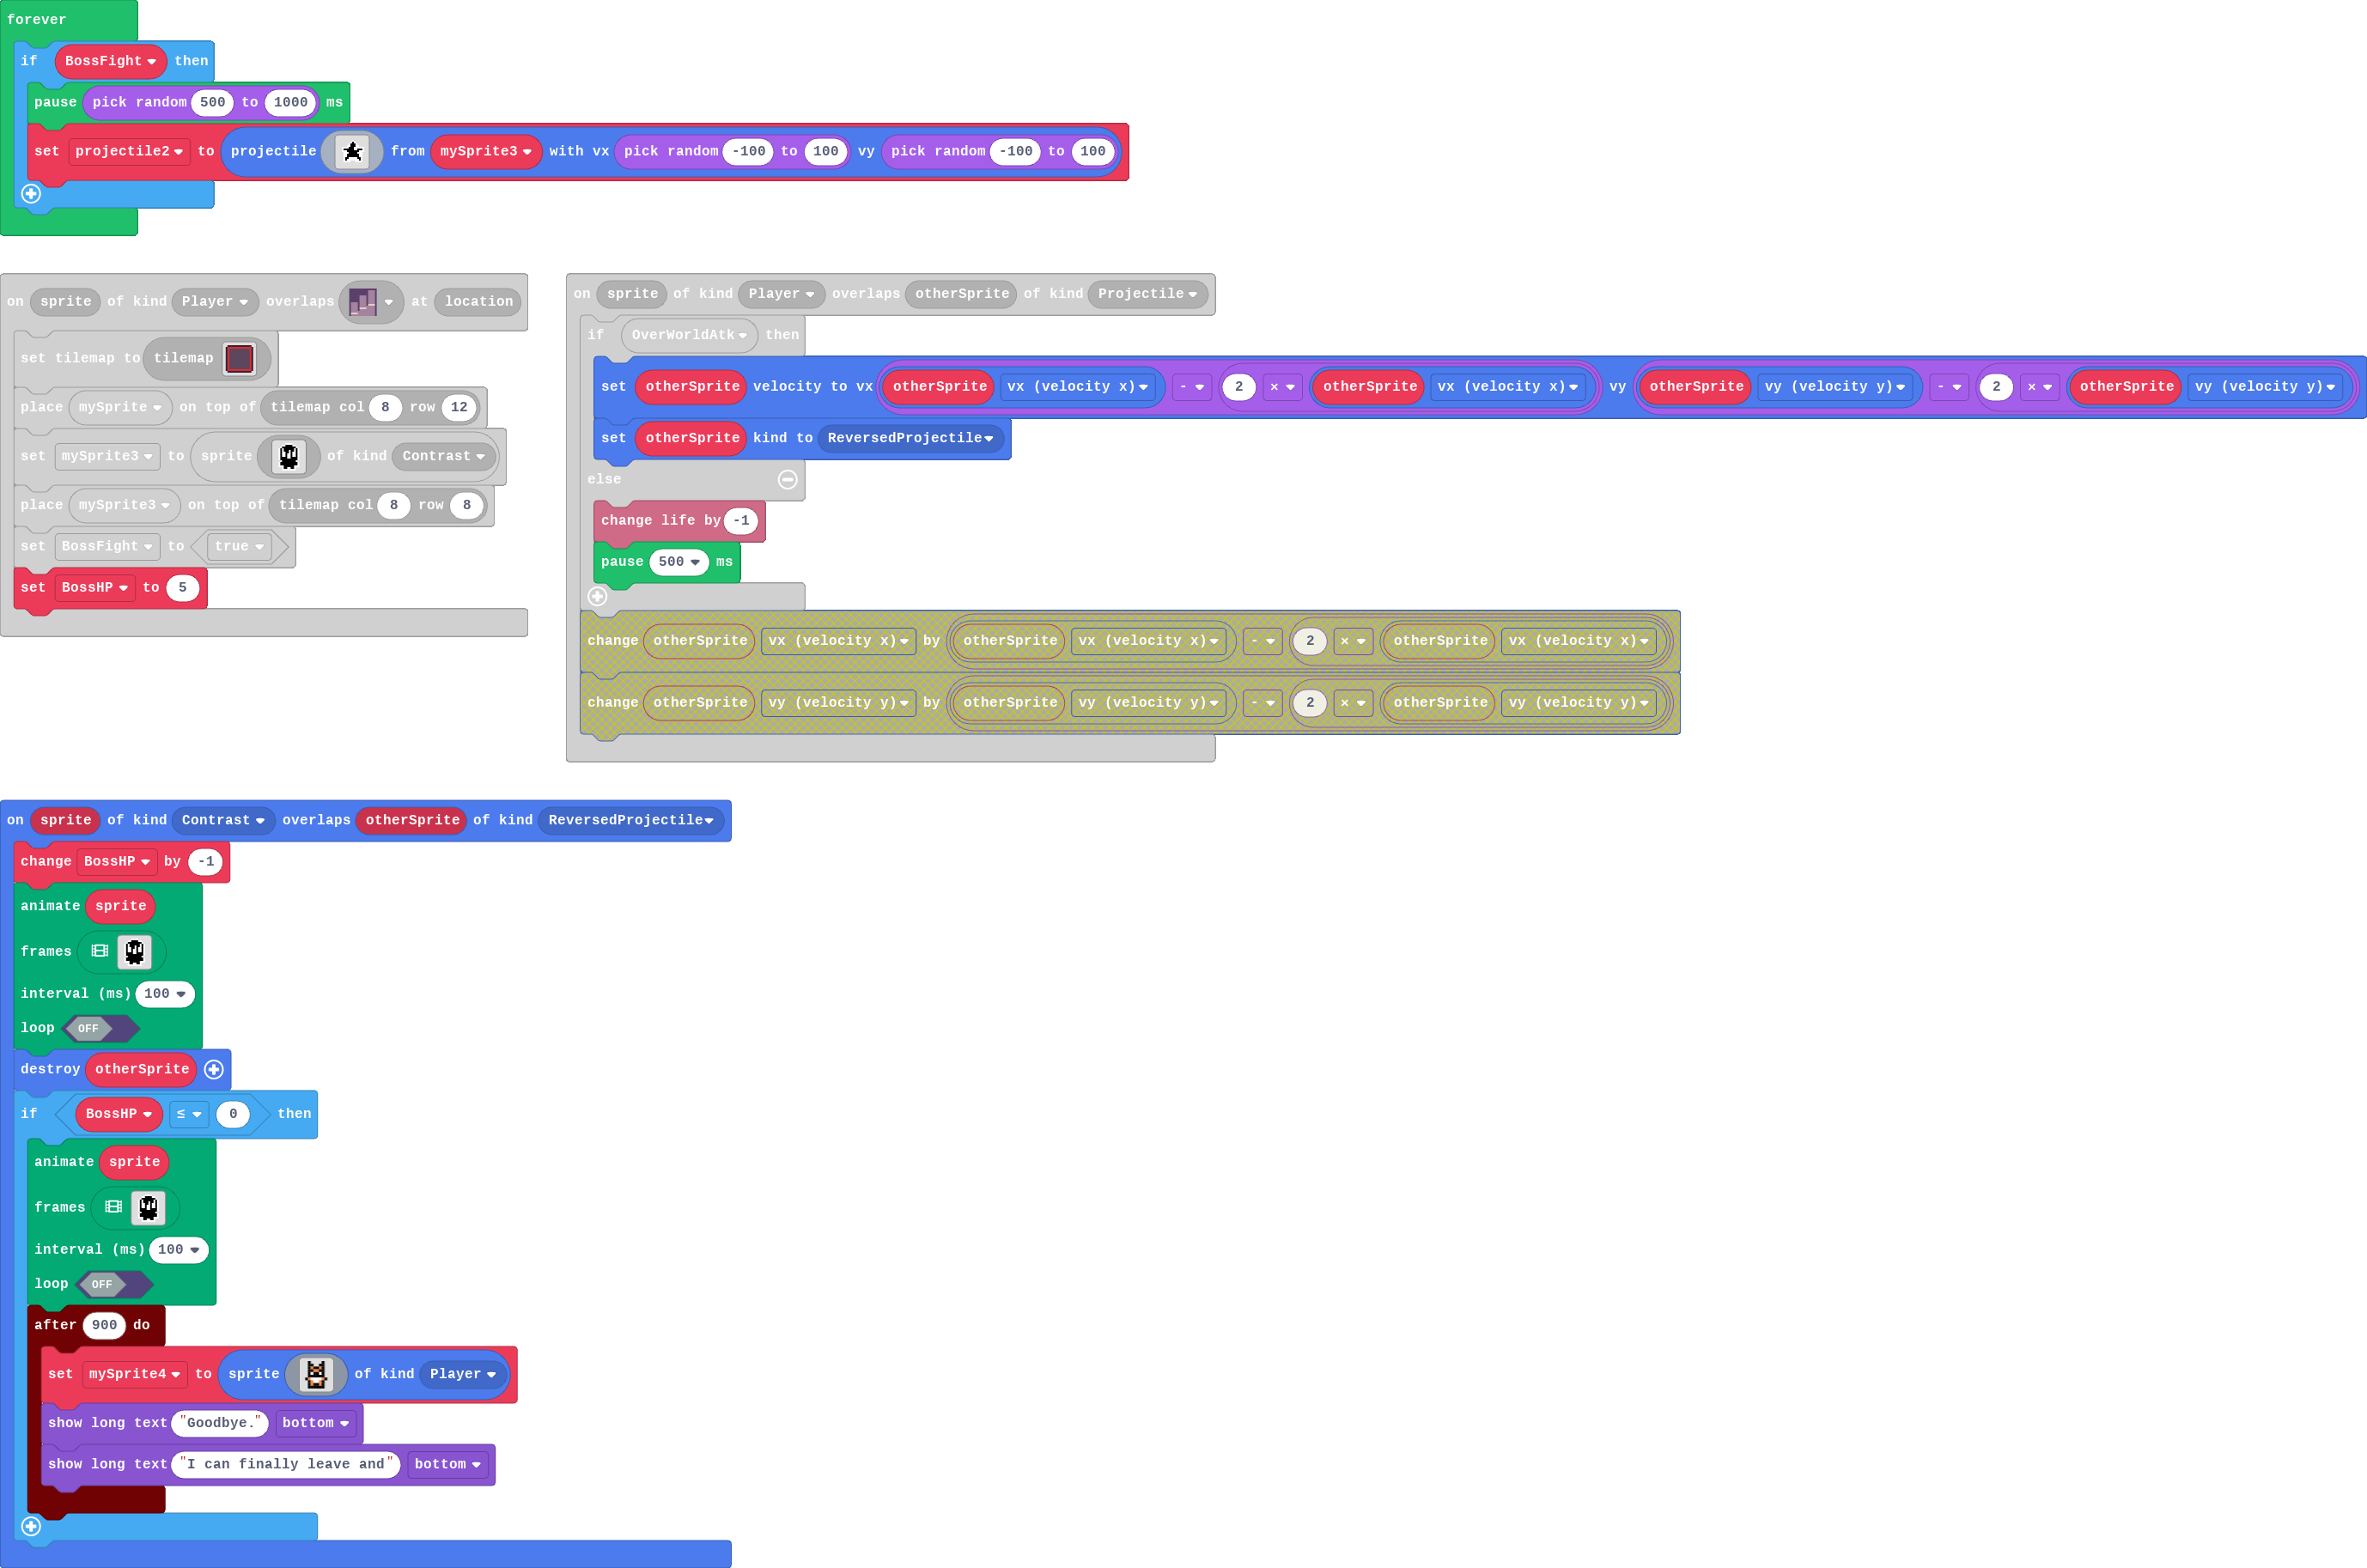 forever
if BossFight then
pause pick random 500 to 1000 ms
set projectile2 to projectile from mySprite3 with vx pick random -100 to 100 vy pick random -100 to 100
on sprite of kind Player overlaps at location
set tilemap to tilemap
place mySprite on top of tilemap col 8 row 12
set mySprite3 to sprite of kind Contrast
place mySprite3 on top of tilemap col 8 row 8
set BossFight to true
set BossHP to 5
on sprite of kind Player overlaps otherSprite of kind Projectile
if OverWorldAtk then
set otherSprite velocity to vx otherSprite vx (velocity x) - 2 × otherSprite vx (velocity x) vy otherSprite vy (velocity y) - 2 × otherSprite vy (velocity y)
set otherSprite kind to ReversedProjectile
else
change life by -1
pause 500 ms
change otherSprite vx (velocity x) by otherSprite vx (velocity x) - 2 × otherSprite vx (velocity x)
change otherSprite vy (velocity y) by otherSprite vy (velocity y) - 2 × otherSprite vy (velocity y)
on sprite of kind Contrast overlaps otherSprite of kind ReversedProjectile
change BossHP by -1
animate sprite
frames
interval (ms) 100
loop OFF
destroy otherSprite
if BossHP ≤ 0 then
animate sprite
frames
interval (ms) 100
loop OFF
after 900 do
set mySprite4 to sprite of kind Player
show long text "Goodbye." bottom
show long text "I can finally leave and" bottom